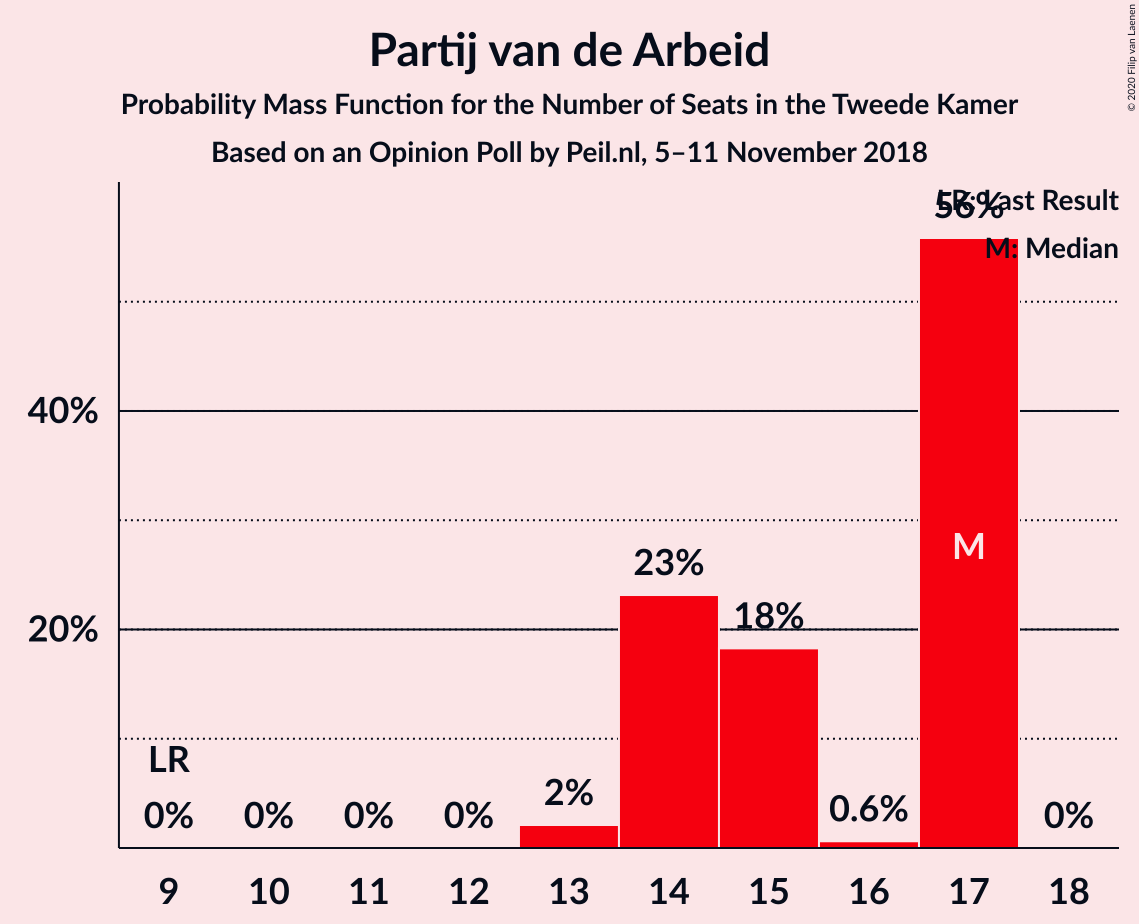 Partij van de Arbeid
Probability Mass Function for the Number of Seats in the Tweede Kamer
Based on an Opinion Poll by Peil.nl, 5–11 November 2018
© 2020 Filip van Laenen
LR: Last Result
56%
M: Median
40%
M
23%
18%
20%
LR
2%
0.6%
0% 0% 0% 0% 0%
9 10 11 12 13 14 15 16 17 18